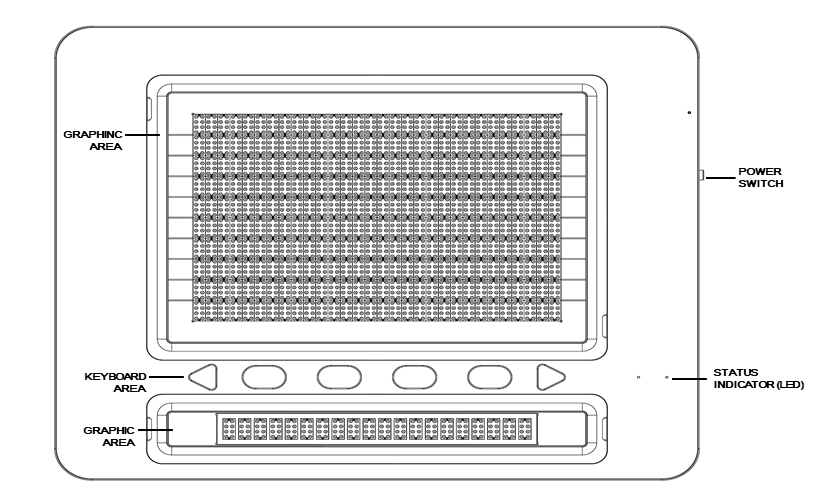 GRAPHINC
AREA
POWER
SWITCH
KEYBOARD
AREA
STATUS
INDICATOR (LED)
GRAPHIC
AREA